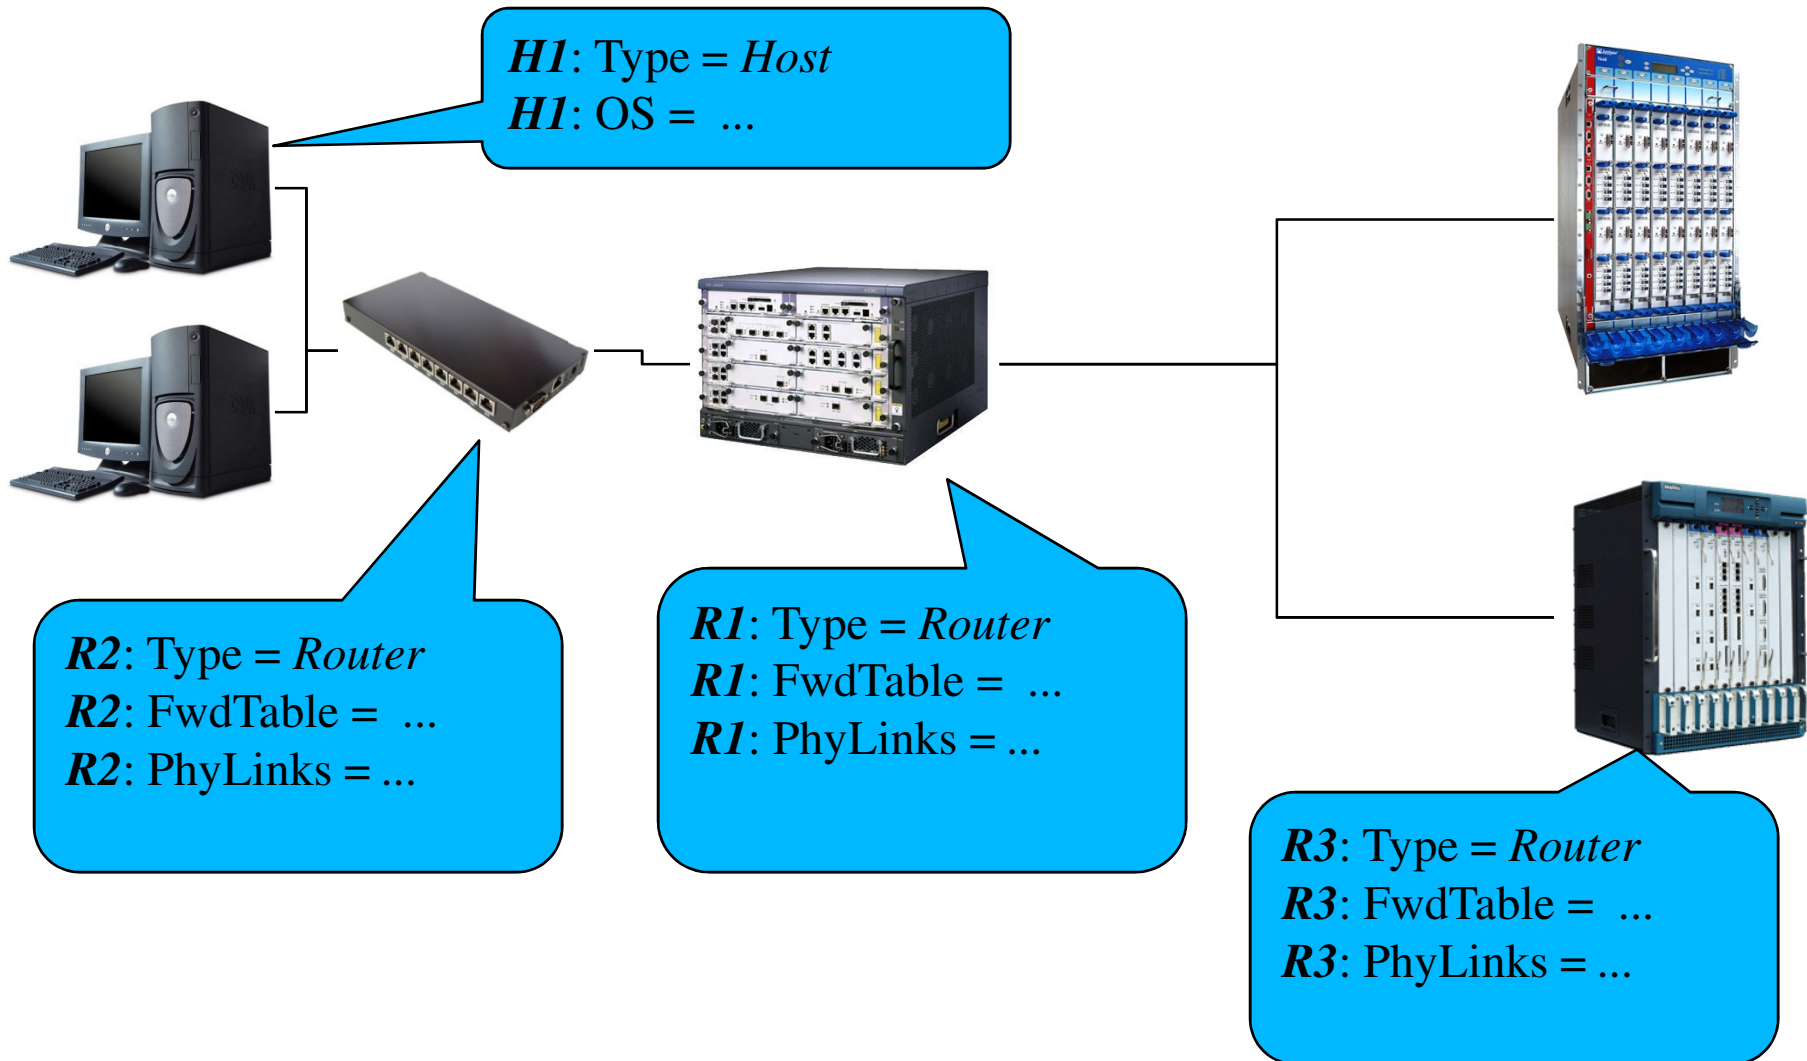 H1: Type = Host
H1: OS = ...
R2: Type = Router
R2: FwdTable = ...
R2: PhyLinks = ...
R1: Type = Router
R1: FwdTable = ...
R1: PhyLinks = ...
R3: Type = Router
R3: FwdTable = ...
R3: PhyLinks = ...